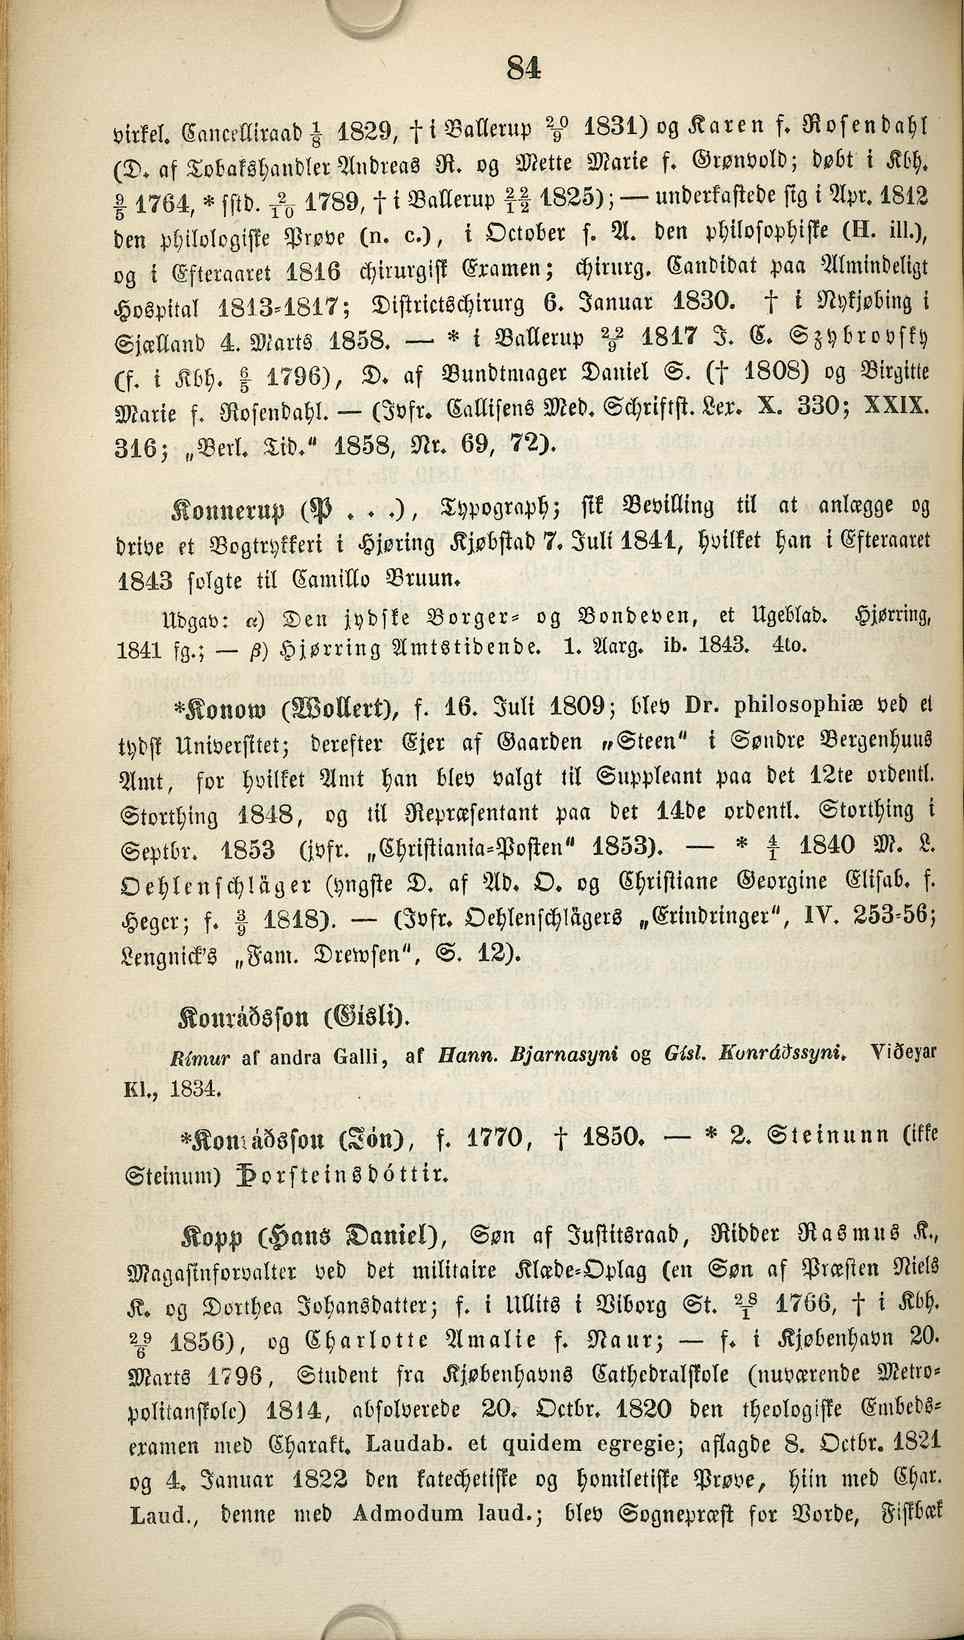 84
virkel. Cancelliraad 1/8 1829, † i Ballerup 20/9 1831) og Karen f. Rosendahl
(D. af Tobakshandler Andreas R. og Mette Marie f. Grønvold; døbt i Kbh.
9/5 1764, * sstd. 2/10 1789, † i Ballerup 22/12 1825); — underkastede sig i Apr. 1812
den philologiske Prøve (n. c.), i October s. A. den philosophiske (H. ill.),
og i Efteraaret 1816 chirurgisk Examen; chirurg. Candidat paa Almindeligt
Hospital 1813-1817; Districtschirurg 6. Januar 1830. † i Nykjøbing i
Sjælland 4. Marts 1858. — * i Ballerup 22/9 1817 J. C. Szybrovsky
(f. i Kbh. 6/5 1796), D. af Bundtmager Daniel S. († 1808) og Birgitte
Marie f. Rosendahl. — (Jvfr. Callisens Med. Schriftst. Lex. X. 330; XXIX.
316; „Berl. Tid.“ 1858, Nr. 69, 72).
Konnerup (P . . .), Typograph; fik Bevilling til at anlægge og
drive et Bogtrykkeri i Hjøring Kjøbstad 7. Juli 1841, hvilket han i Efteraaret
1843 solgte til Camillo Bruun.
Udgav: α) Den jydske Borger- og Bondeven, et Ugeblad. Hjørring,
1841 fg.; — β) Hjørring Amtstidende. 1. Aarg. ib. 1843. 4to.
*Konow (Wollert), f. 16. Juli 1809; blev Dr. philosophiæ ved et
tydsk Universitet; derefter Ejer af Gaarden „Steen“ i Søndre Bergenhuus
Amt, for hvilket Amt han blev valgt til Suppleant paa det 12te ordentl.
Storthing 1848, og til Repræsentant paa det 14de ordentl. Storthing i
Septbr. 1853 (jvfr. „Christiania-Posten“ 1853). — * 4/1 1840 M. L.
Oehlenschläger (yngste D. af Ad. O. og Christiane Georgine Elisab. f.
Heger; f. 3/9 1818). — (Jvfr. Oehlenschlägers „Erindringer“, IV. 253-56;
Lengnick's „Fam. Drewsen“, S. 12).
Konráðsson (Gísli).
Rímur af andra Galli, af Hann. Bjarnasyni og Gísl. Konráðssyni. Viðeyar
Kl., 1834.
*Konráðsson (Jón), f. 1770, † 1850. — * 2. Steinunn (ikke
Steinum) Þorsteinsdóttir.
Kopp (Hans Daniel), Søn af Justitsraad, Ridder Rasmus K.,
Magasinforvalter ved det militaire Klæde-Oplag (en Søn af Præsten Niels
K. og Dorthea Johansdatter; f. i Ullits i Viborg St. 28/1 1766, † i Kbh.
29/6 1856), og Charlotte Amalie f. Naur; — f. i Kjøbenhavn 20.
Marts 1796, Student fra Kjøbenhavns Cathedralskole (nuværende Metro-
politanskole) 1814, absolverede 20. Octbr. 1820 den theologiske Embeds-
examen med Charakt. Laudab. et quidem egregie; aflagde 8. Octbr. 1821
og 4. Januar 1822 den katechetiske og homiletiske Prøve, hiin med Char.
Laud., denne med Admodum laud.; blev Sognepræst for Vorde, Fiskbæk